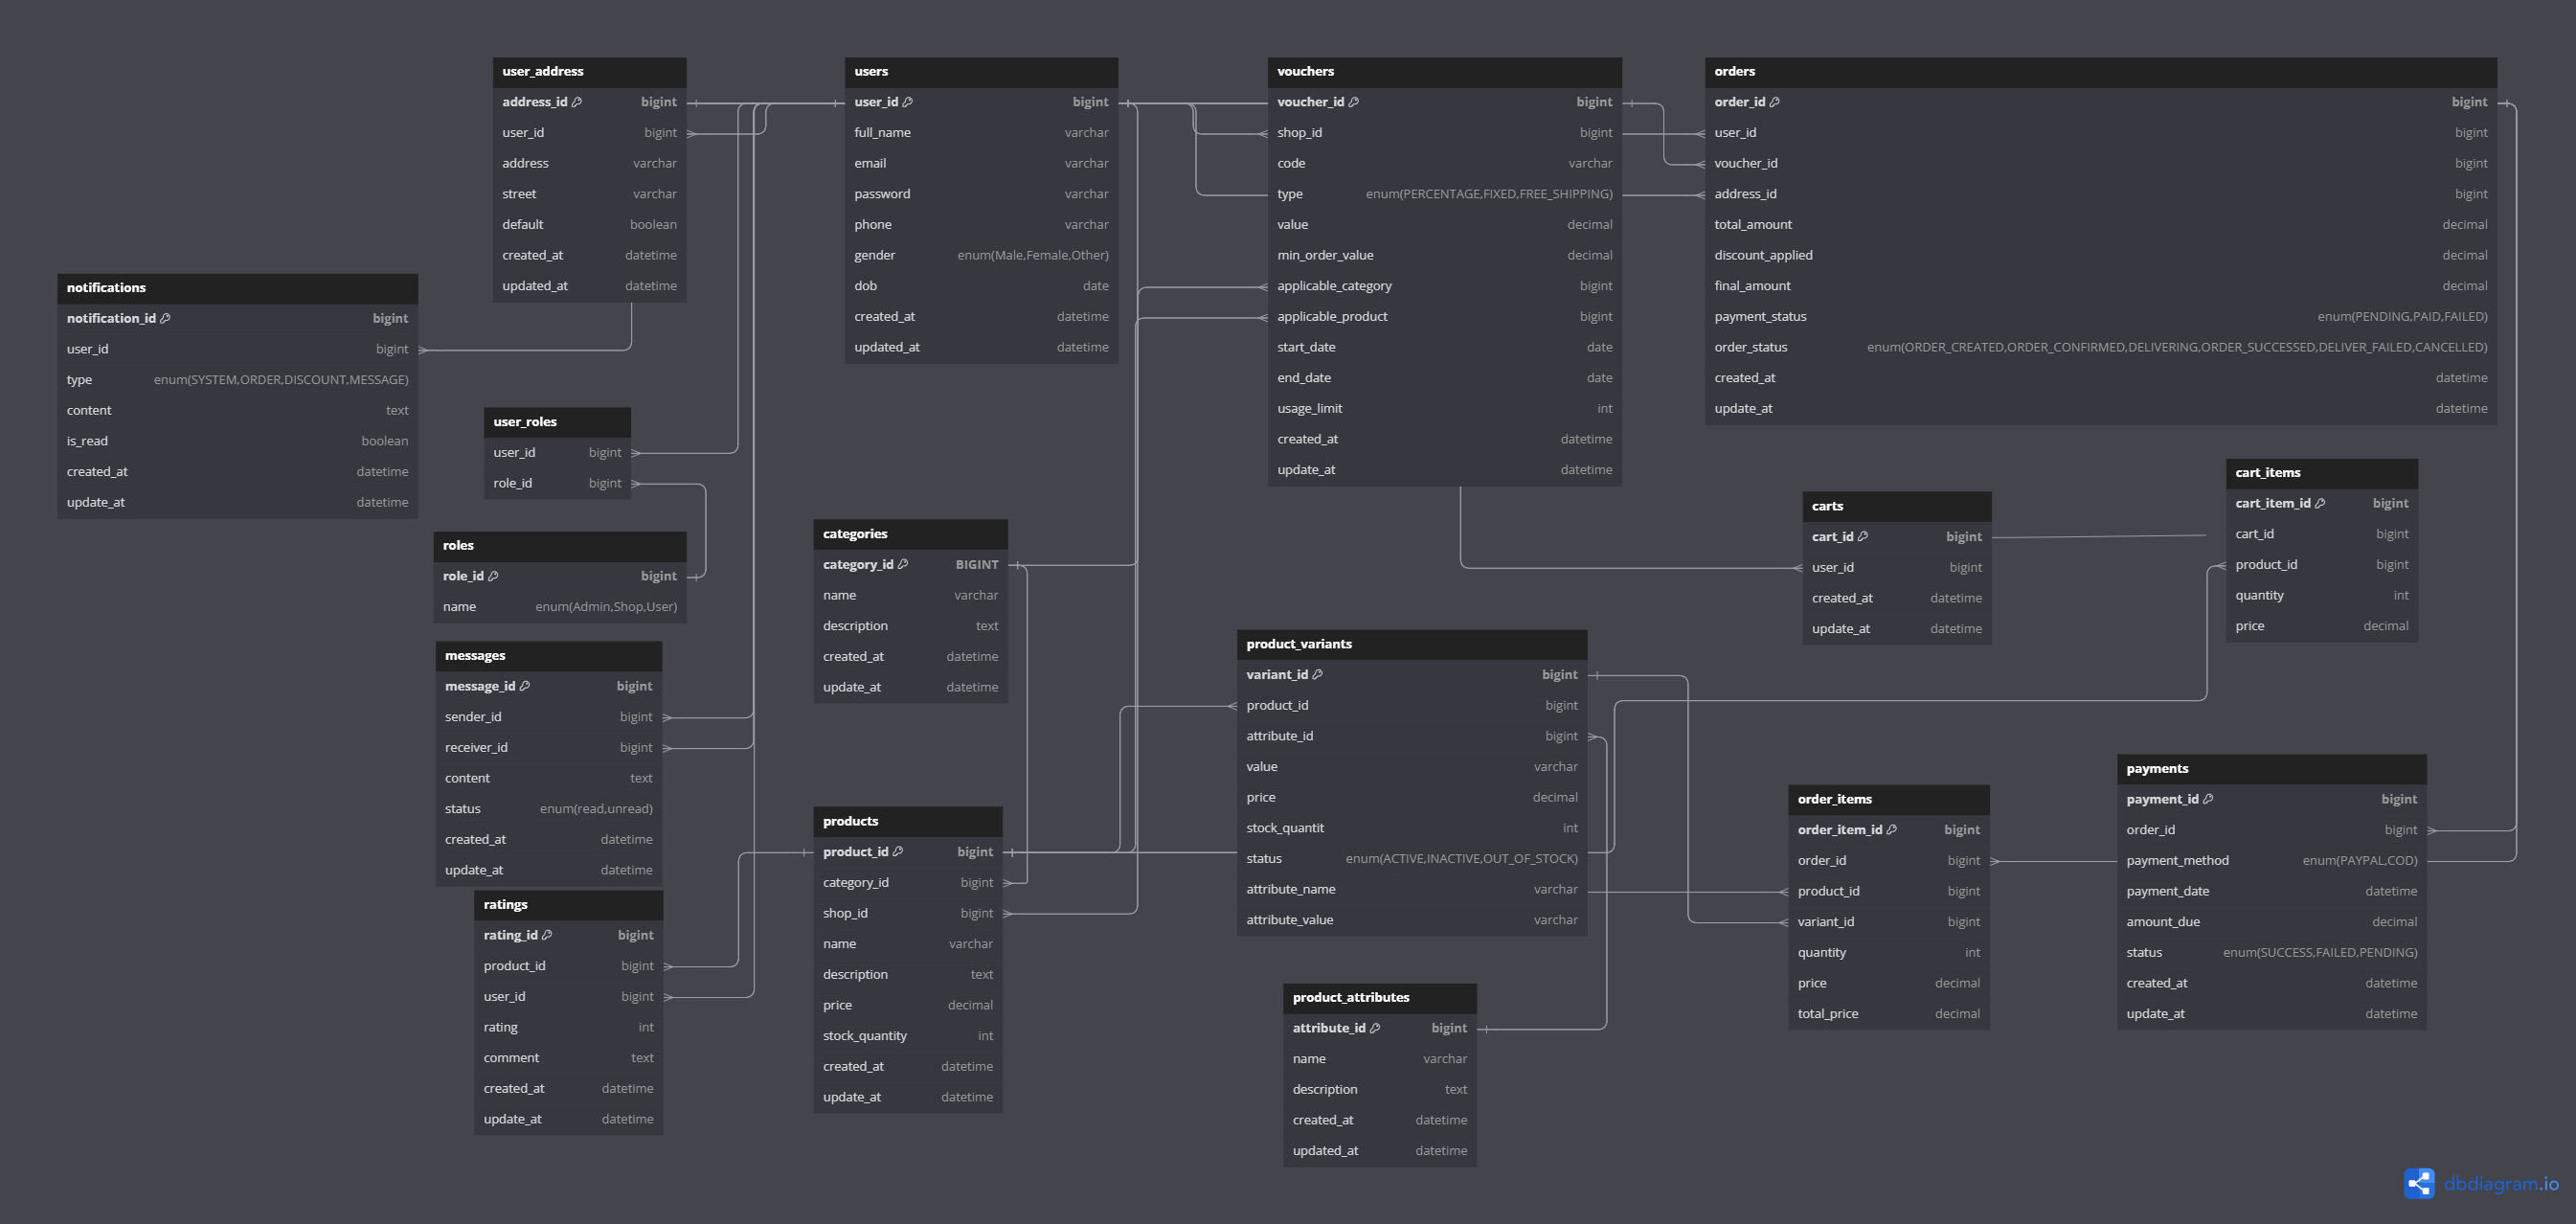 user_address
address_id bigint
user_id bigint
address varchar
street varchar
default boolean
created_at datetime
updated_at datetime
users
user_id bigint
full_name varchar
email varchar
password varchar
phone varchar
gender enum(Male,Female,Other)
dob date
created_at datetime
updated_at datetime
vouchers
voucher_id bigint
shop_id bigint
code varchar
type enum(PERCENTAGE,FIXED,FREE_SHIPPING)
value decimal
min_order_value decimal
applicable_category bigint
applicable_product bigint
start_date date
end_date date
usage_limit int
created_at datetime
update_at datetime
orders
order_id bigint
user_id bigint
voucher_id bigint
address_id bigint
total_amount decimal
discount_applied decimal
final_amount decimal
payment_status enum(PENDING,PAID,FAILED)
order_status enum(ORDER_CREATED,ORDER_CONFIRMED,DELIVERING,ORDER_SUCCESSED,DELIVER_FAILED,CANCELLED)
created_at datetime
update_at datetime
notifications
notification_id bigint
user_id bigint
type enum(SYSTEM,ORDER,DISCOUNT,MESSAGE)
content text
is_read boolean
created_at datetime
update_at datetime
user_roles
user_id bigint
role_id bigint
roles
role_id bigint
name enum(Admin,Shop,User)
categories
category_id BIGINT
name varchar
description text
created_at datetime
update_at datetime
carts
cart_id bigint
user_id bigint
created_at datetime
update_at datetime
cart_items
cart_item_id bigint
cart_id bigint
product_id bigint
quantity int
price decimal
messages
message_id bigint
sender_id bigint
receiver_id bigint
content text
status enum(read,unread)
created_at datetime
update_at datetime
product_variants
variant_id bigint
product_id bigint
attribute_id bigint
value varchar
price decimal
stock_quantit int
status enum(ACTIVE,INACTIVE,OUT_OF_STOCK)
attribute_name varchar
attribute_value varchar
payments
payment_id bigint
order_id bigint
payment_method enum(PAYPAL,COD)
payment_date datetime
amount_due decimal
status enum(SUCCESS,FAILED,PENDING)
created_at datetime
update_at datetime
order_items
order_item_id bigint
order_id bigint
product_id bigint
variant_id bigint
quantity int
price decimal
total_price decimal
products
product_id bigint
category_id bigint
shop_id bigint
name varchar
description text
price decimal
stock_quantity int
created_at datetime
update_at datetime
ratings
rating_id bigint
product_id bigint
user_id bigint
rating int
comment text
created_at datetime
update_at datetime
product_attributes
attribute_id bigint
name varchar
description text
created_at datetime
updated_at datetime
dbdiagram.io